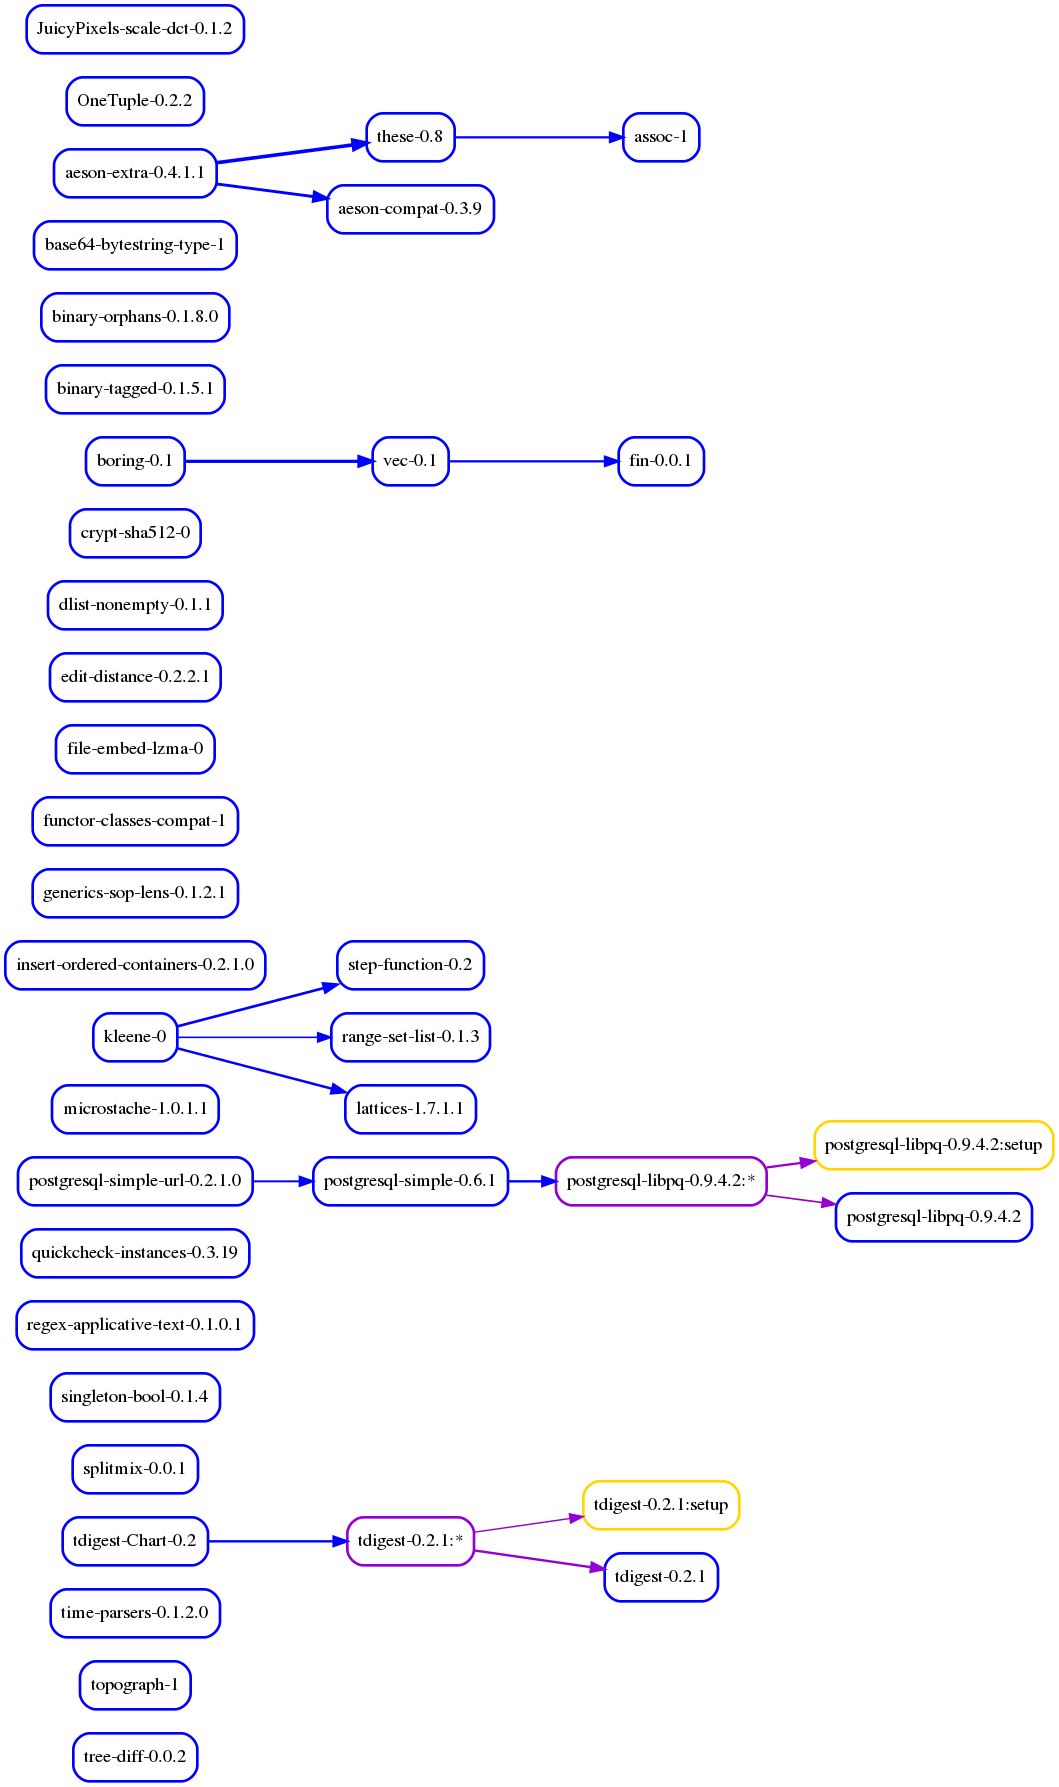 JuicyPixels-scale-dct-0.1.2
OneTuple-0.2.2
these-0.8
assoc-1
aeson-extra-0.4.1.1
aeson-compat-0.3.9
base64-bytestring-type-1
binary-orphans-0.1.8.0
binary-tagged-0.1.5.1
boring-0.1
vec-0.1
fin-0.0.1
crypt-sha512-0
dlist-nonempty-0.1.1
edit-distance-0.2.2.1
file-embed-lzma-0
functor-classes-compat-1
generics-sop-lens-0.1.2.1
insert-ordered-containers-0.2.1.0
step-function-0.2
kleene-0
range-set-list-0.1.3
microstache-1.0.1.1
lattices-1.7.1.1
postgresql-libpq-0.9.4.2:setup
postgresql-simple-url-0.2.1.0
postgresql-simple-0.6.1
postgresql-libpq-0.9.4.2:*
postgresql-libpq-0.9.4.2
quickcheck-instances-0.3.19
regex-applicative-text-0.1.0.1
singleton-bool-0.1.4
splitmix-0.0.1
tdigest-0.2.1:setup
tdigest-Chart-0.2
tdigest-0.2.1:*
tdigest-0.2.1
time-parsers-0.1.2.0
topograph-1
tree-diff-0.0.2